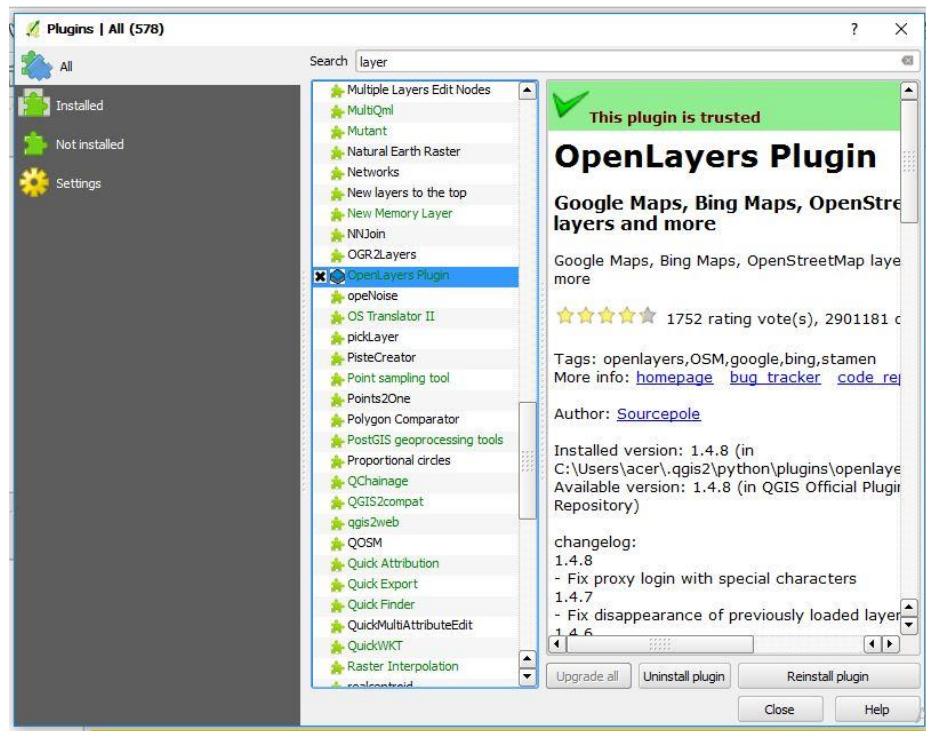 Plugins | All (578)
?
All
Installed
Not installed
Settings
Search layer
Multiple Layers Edit Nodes
MultiQml
Mutant
Natural Earth Raster
Networks
New layers to the top
New Memory Layer
NNJoin
OGR2Layers
OpenLayers Plugin
opeNoise
OS Translator II
pickLayer
PisteCreator
Point sampling tool
Points2One
Polygon Comparator
PostGIS geoprocessing tools
Proportional circles
QChainage
QGIS2compat
qgis2web
QOSM
Quick Attribution
Quick Export
Quick Finder
QuickMultiAttributeEdit
QuickWKT
Raster Interpolation
realcentroid
This plugin is trusted
OpenLayers Plugin
Google Maps, Bing Maps, OpenStre
layers and more
Google Maps, Bing Maps, OpenStreetMap laye
more
1752 rating vote(s), 2901181
Tags: openlayers,OSM,google,bing,stamen
More info: homepage bug tracker code re
Author: Sourcepole
Installed version: 1.4.8 (in
C:\Users\acer\.qgis2\python\plugins\openlaye
Available version: 1.4.8 (in QGIS Official Plugi
Repository)
changelog:
1.4.8
- Fix proxy login with special characters
1.4.7
- Fix disappearance of previously loaded layer
1.4.6
Upgrade all Uninstall plugin Reinstall plugin
Close Help